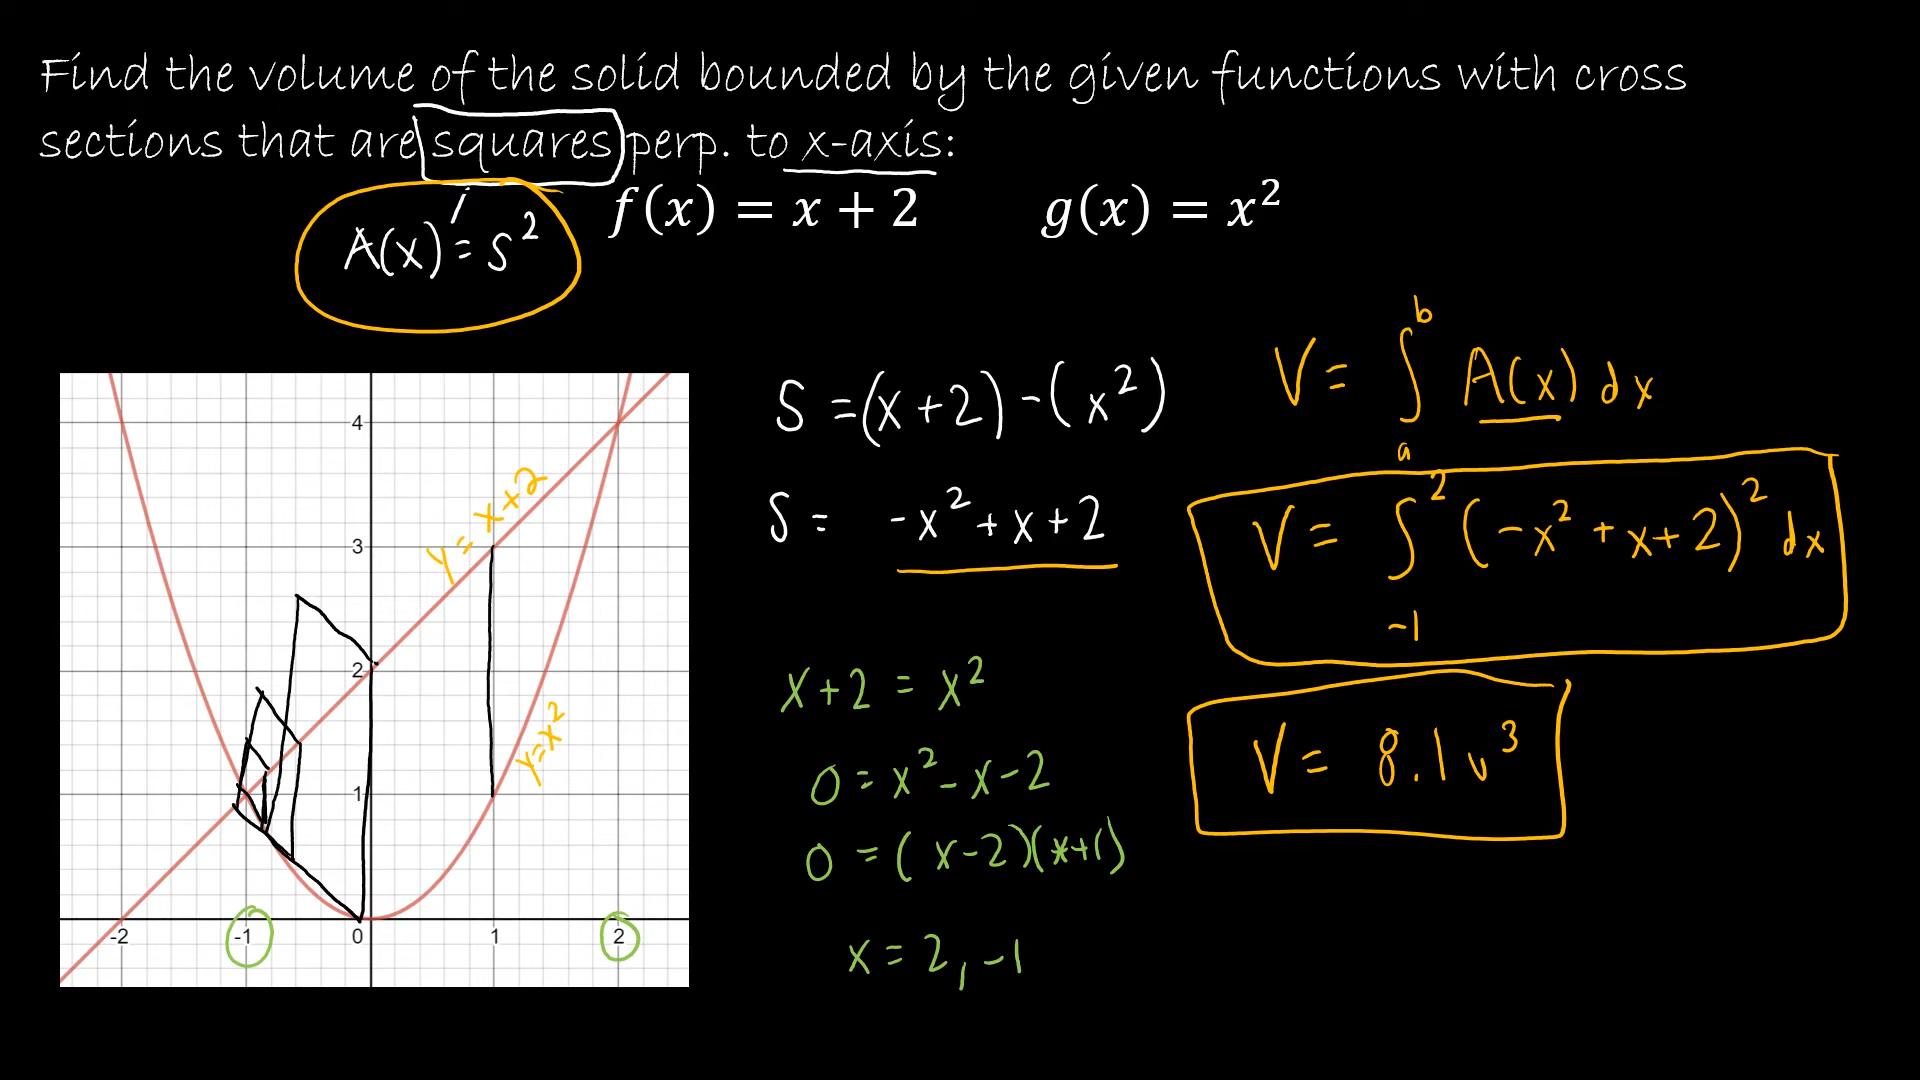 Find the volume of the solid bounded by the given functions with cross
sections that are squares perp. to x-axis:
f(x) = x + 2 g(x) = x²
A(x) = s²
S = (x+2) - (x²)
S = -x² + x + 2
x+2 = x²
0 = x² - x - 2
0 = (x-2)(x+1)
x = 2, -1
V = ∫ₐᵇ A(x) dx
V = ∫₋₁² (-x² + x + 2)² dx
V = 8.1 u³
y = x+2
y=x²
4
3
2
1
-2 -1 0 1 2